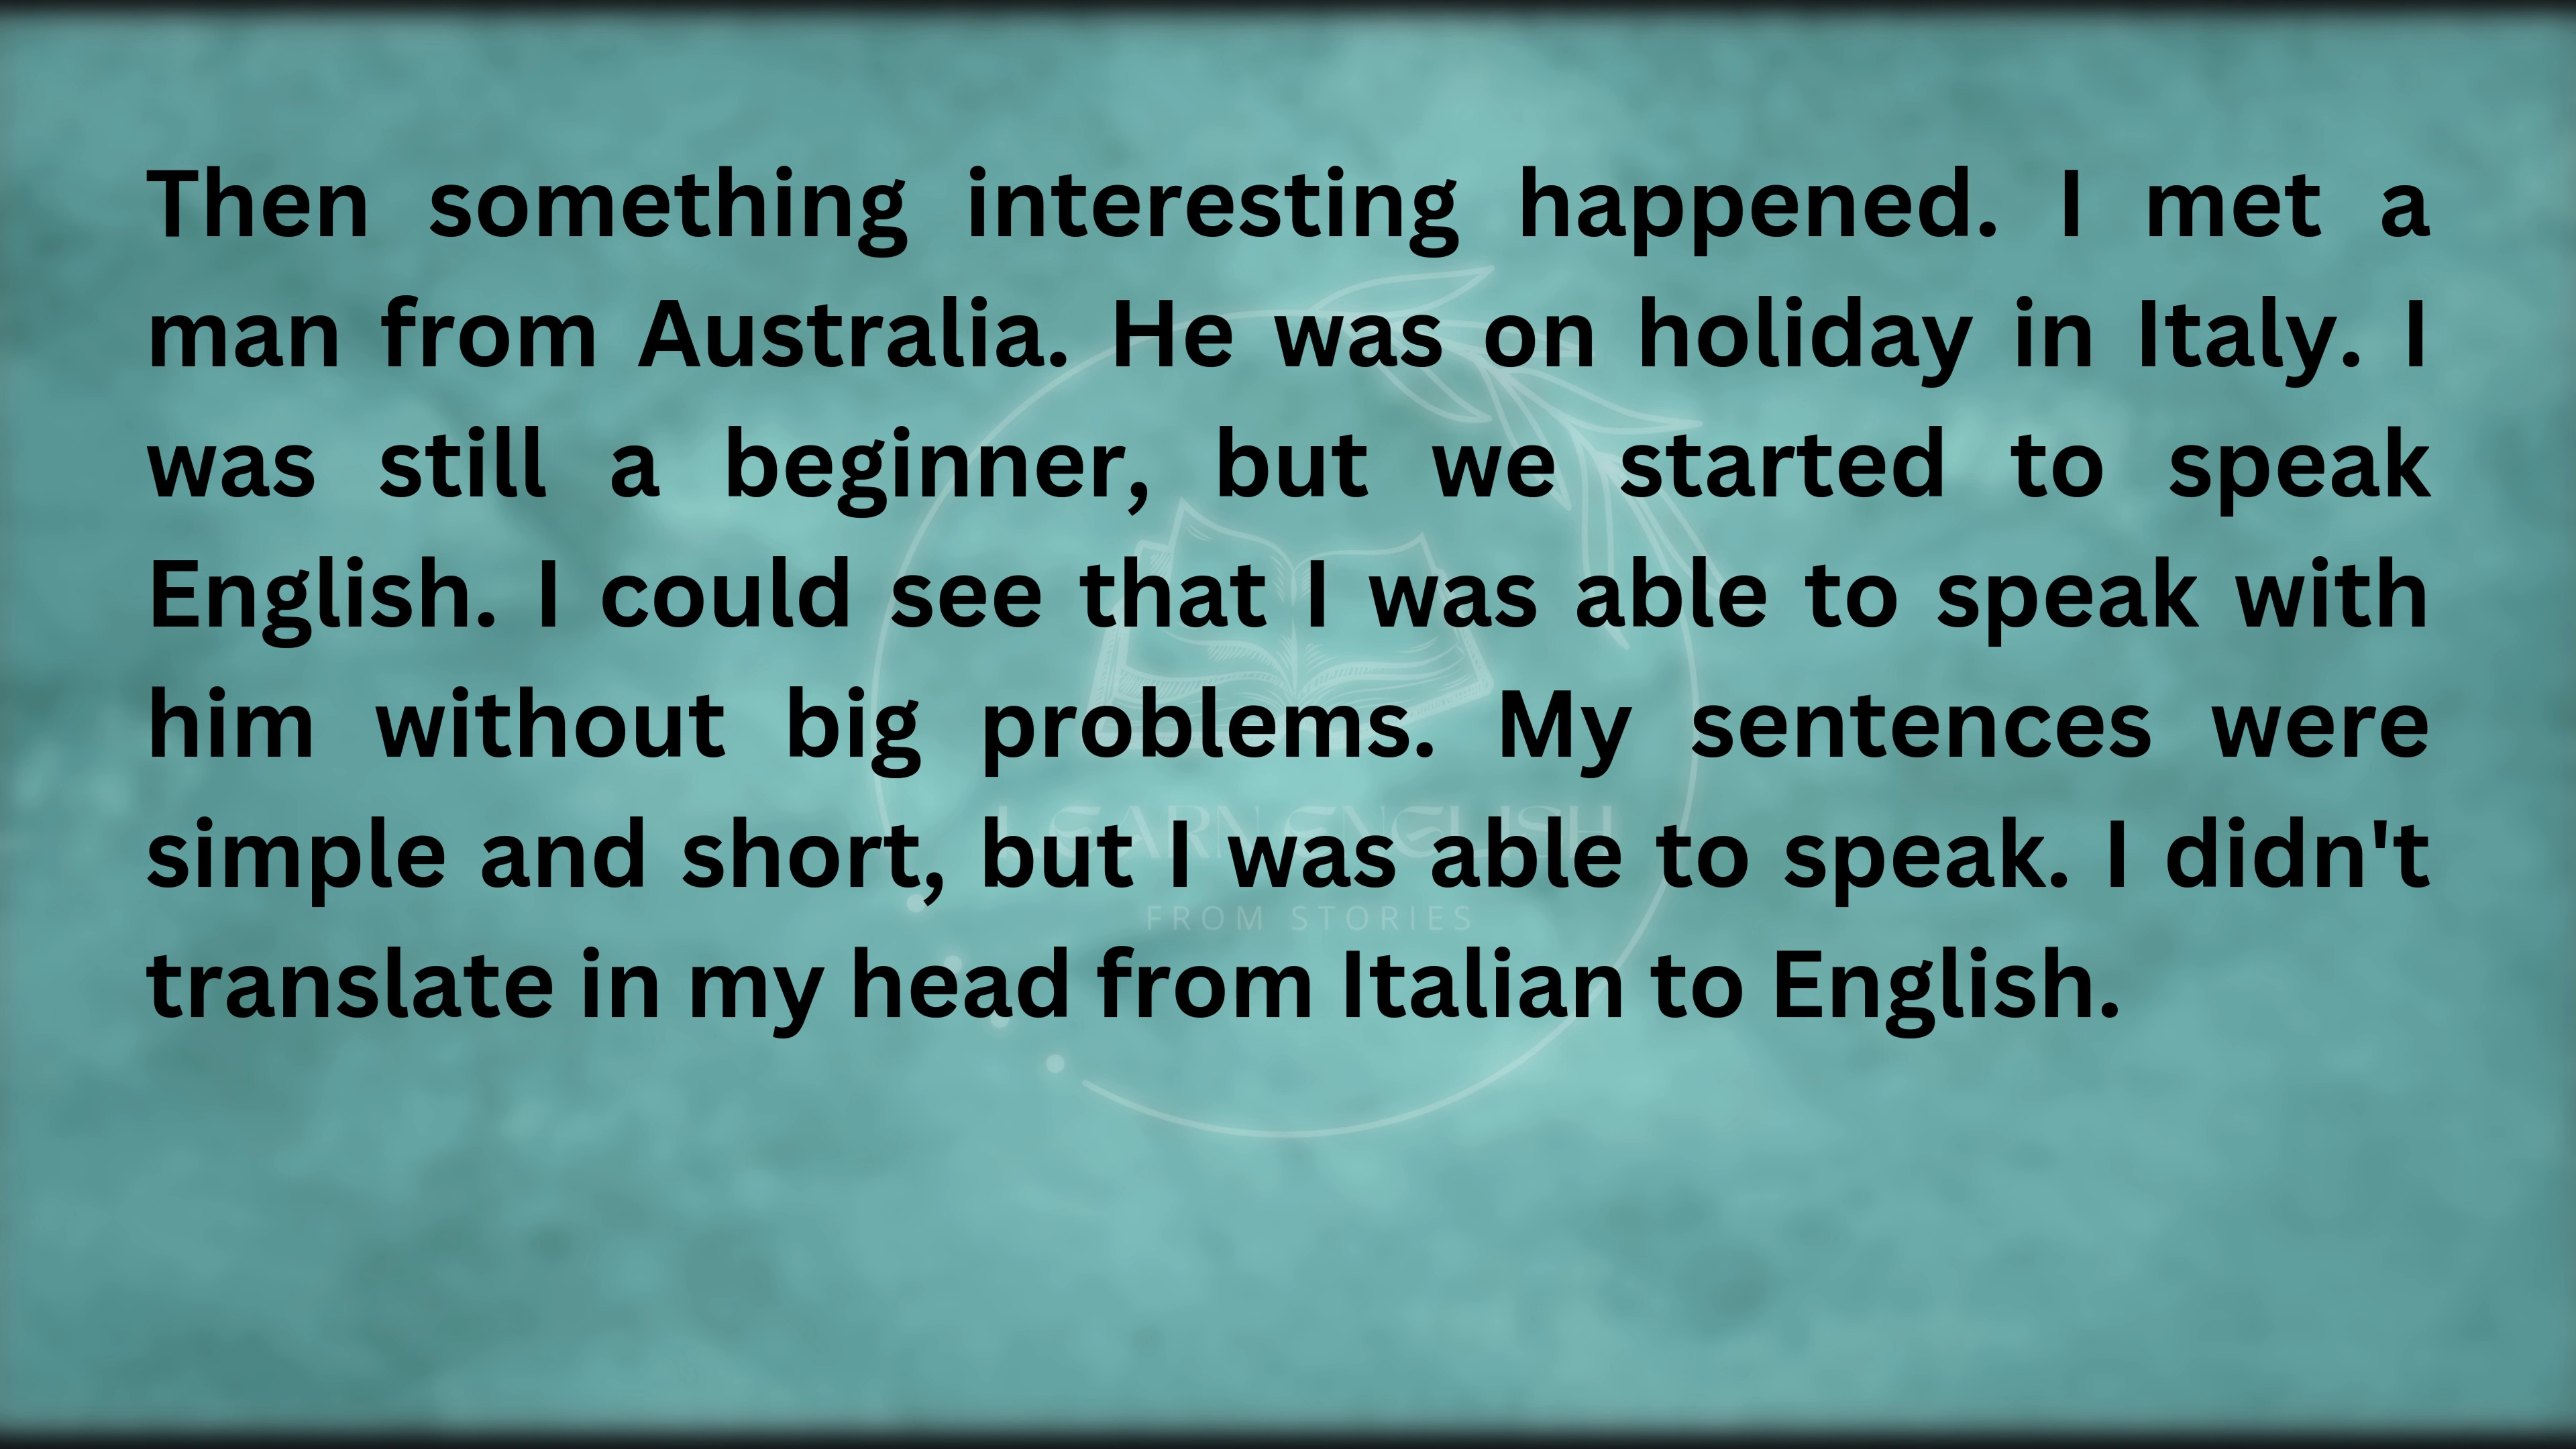 Then something interesting happened. I met a
man from Australia. He was on holiday in Italy. I
was still a beginner, but we started to speak
English. I could see that I was able to speak with
him without big problems. My sentences were
simple and short, but I was able to speak. I didn't
translate in my head from Italian to English.
LEARN ENGLISH
FROM STORIES